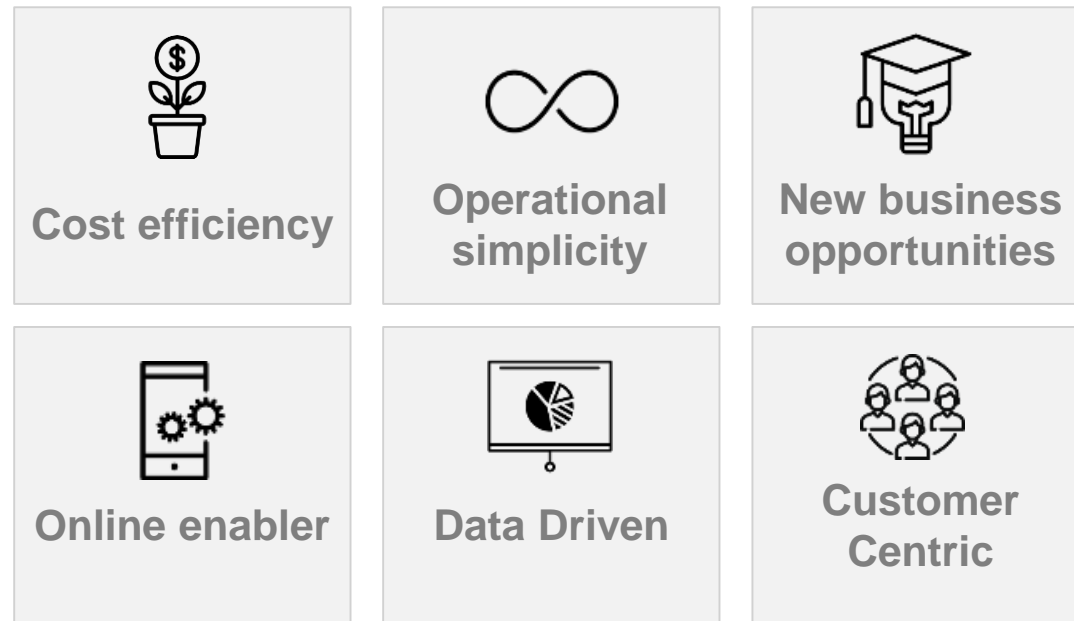 $
Cost efficiency
Operational
simplicity
New business
opportunities
Online enabler
Data Driven
Customer
Centric